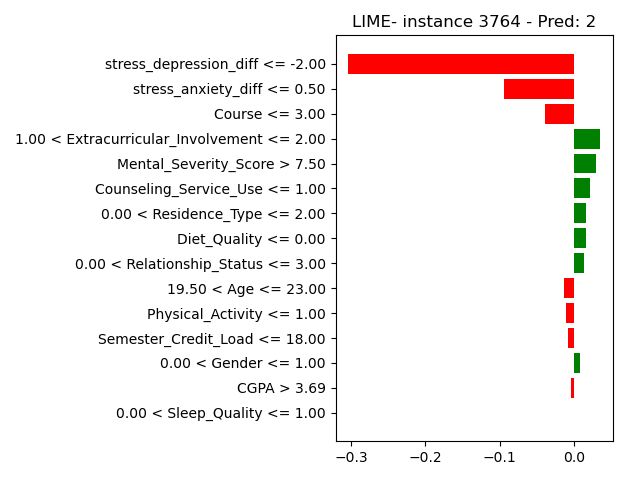 LIME- instance 3764 - Pred: 2
stress_depression_diff <= -2.00
stress_anxiety_diff <= 0.50
Course <= 3.00
1.00 < Extracurricular_Involvement <= 2.00
Mental_Severity_Score > 7.50
Counseling_Service_Use <= 1.00
0.00 < Residence_Type <= 2.00
Diet_Quality <= 0.00
0.00 < Relationship_Status <= 3.00
19.50 < Age <= 23.00
Physical_Activity <= 1.00
Semester_Credit_Load <= 18.00
0.00 < Gender <= 1.00
CGPA > 3.69
0.00 < Sleep_Quality <= 1.00
−0.3 −0.2 −0.1 0.0